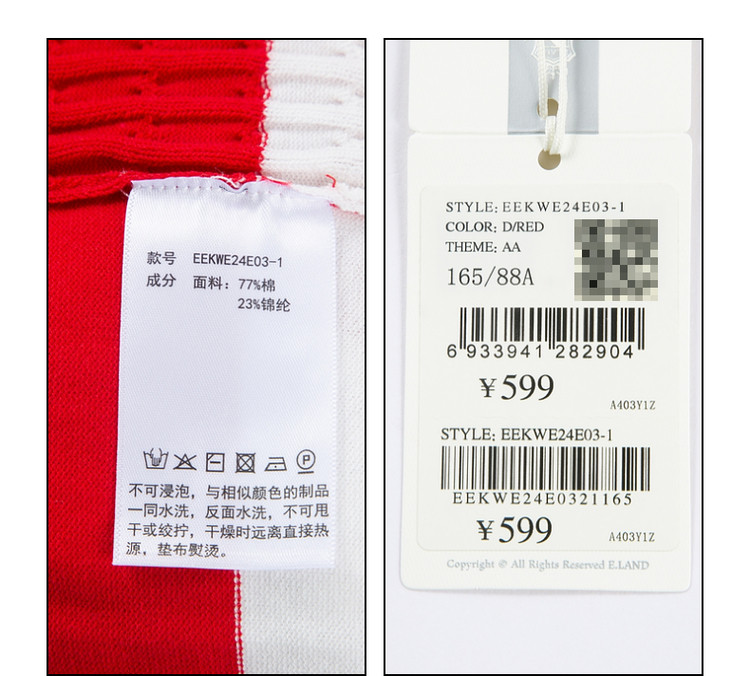 款号 EEKWE24E03-1
成分 面料：77%棉
23%锦纶
P
不可浸泡，与相似颜色的制品
一同水洗，反面水洗，不可甩
干或绞拧，干燥时远离直接热
源，垫布熨烫。
STYLE: EEKWE24E03-1
COLOR: D/RED
THEME: AA
165/88A
6 933941 282904
¥599
A403Y1Z
STYLE: EEKWE24E03-1
EEKWE24E0321165
¥599
A403Y1Z
Copyright @ All Rights Reserved E.LAND